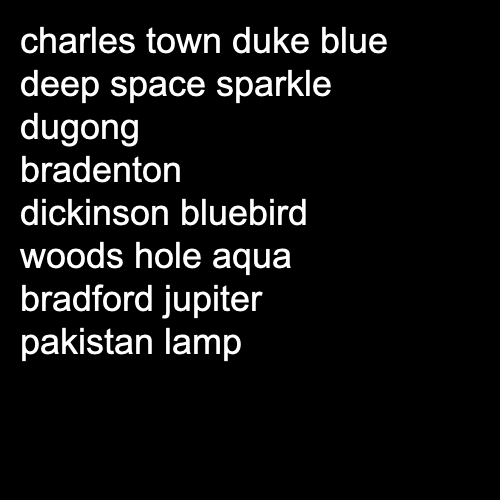 charles town duke blue
deep space sparkle
dugong
bradenton
dickinson bluebird
woods hole aqua
bradford jupiter
pakistan lamp